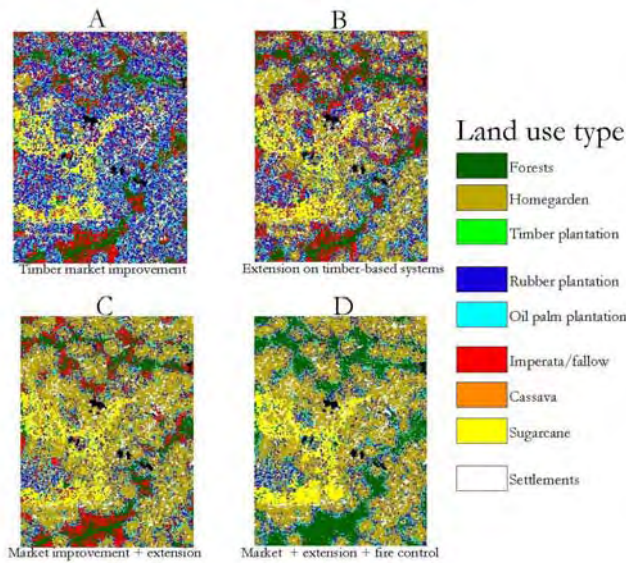 A
B
Timber market improvement
Extension on timber-based systems
C
D
Market improvement + extension
Market + extension + fire control
Land use type
Forests
Homegarden
Timber plantation
Rubber plantation
Oil palm plantation
Imperata/fallow
Cassava
Sugarcane
Settlements